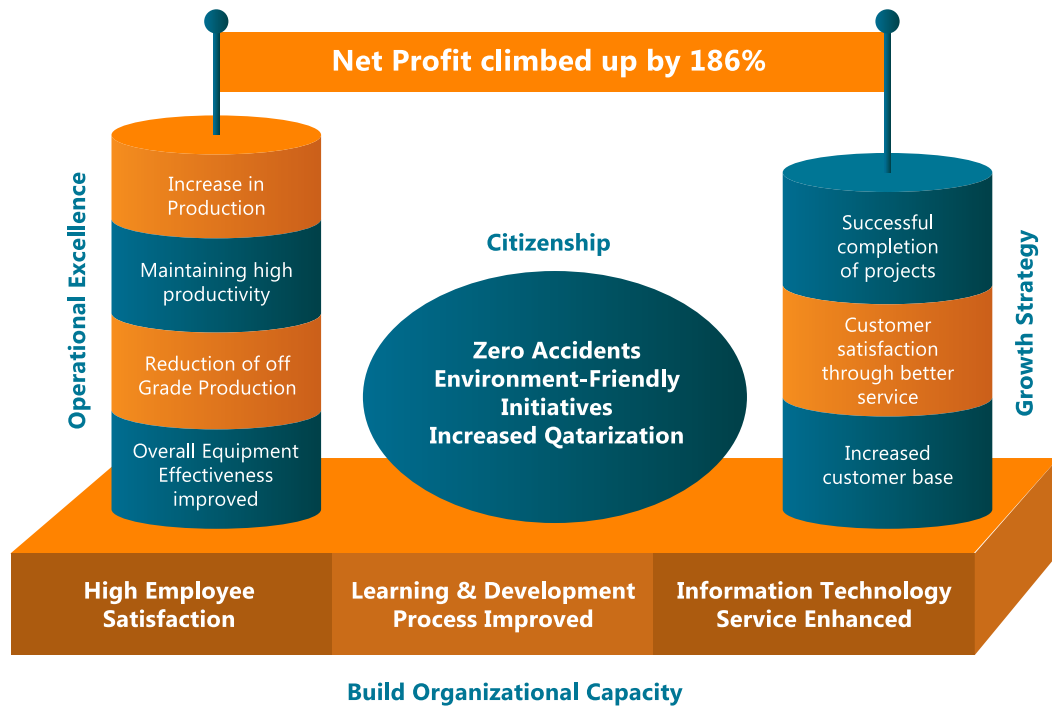 Net Profit climbed up by 186%
Operational Excellence
Increase in
Production
Maintaining high
productivity
Reduction of off
Grade Production
Overall Equipment
Effectiveness
improved
Citizenship
Zero Accidents
Environment-Friendly
Initiatives
Increased Qatarization
Successful
completion
of projects
Customer
satisfaction
through better
service
Increased
customer base
Growth Strategy
High Employee
Satisfaction
Learning & Development
Process Improved
Information Technology
Service Enhanced
Build Organizational Capacity